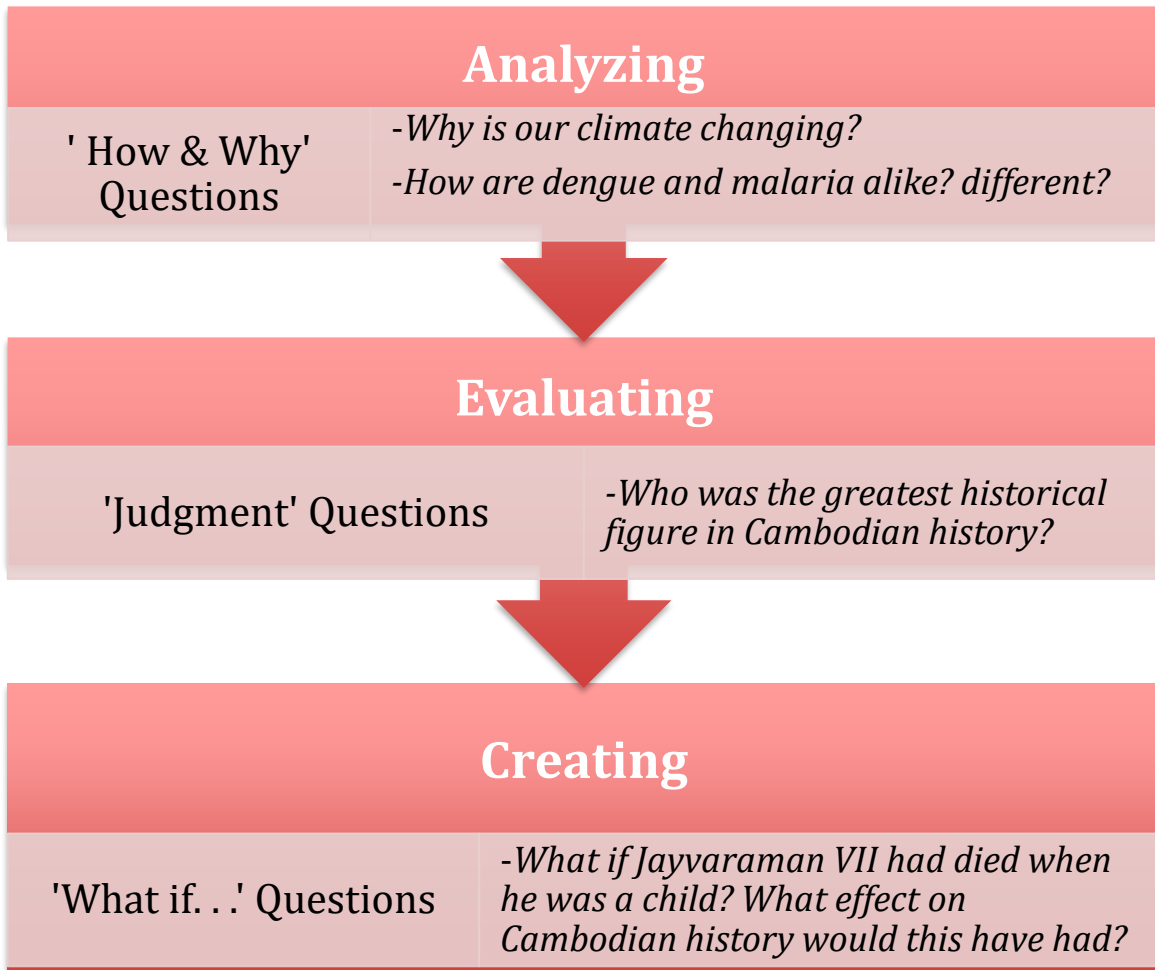 Analyzing
' How & Why'
Questions
-Why is our climate changing?
-How are dengue and malaria alike? different?
Evaluating
'Judgment' Questions
-Who was the greatest historical
figure in Cambodian history?
Creating
'What if. . .' Questions
-What if Jayvaraman VII had died when
he was a child? What effect on
Cambodian history would this have had?